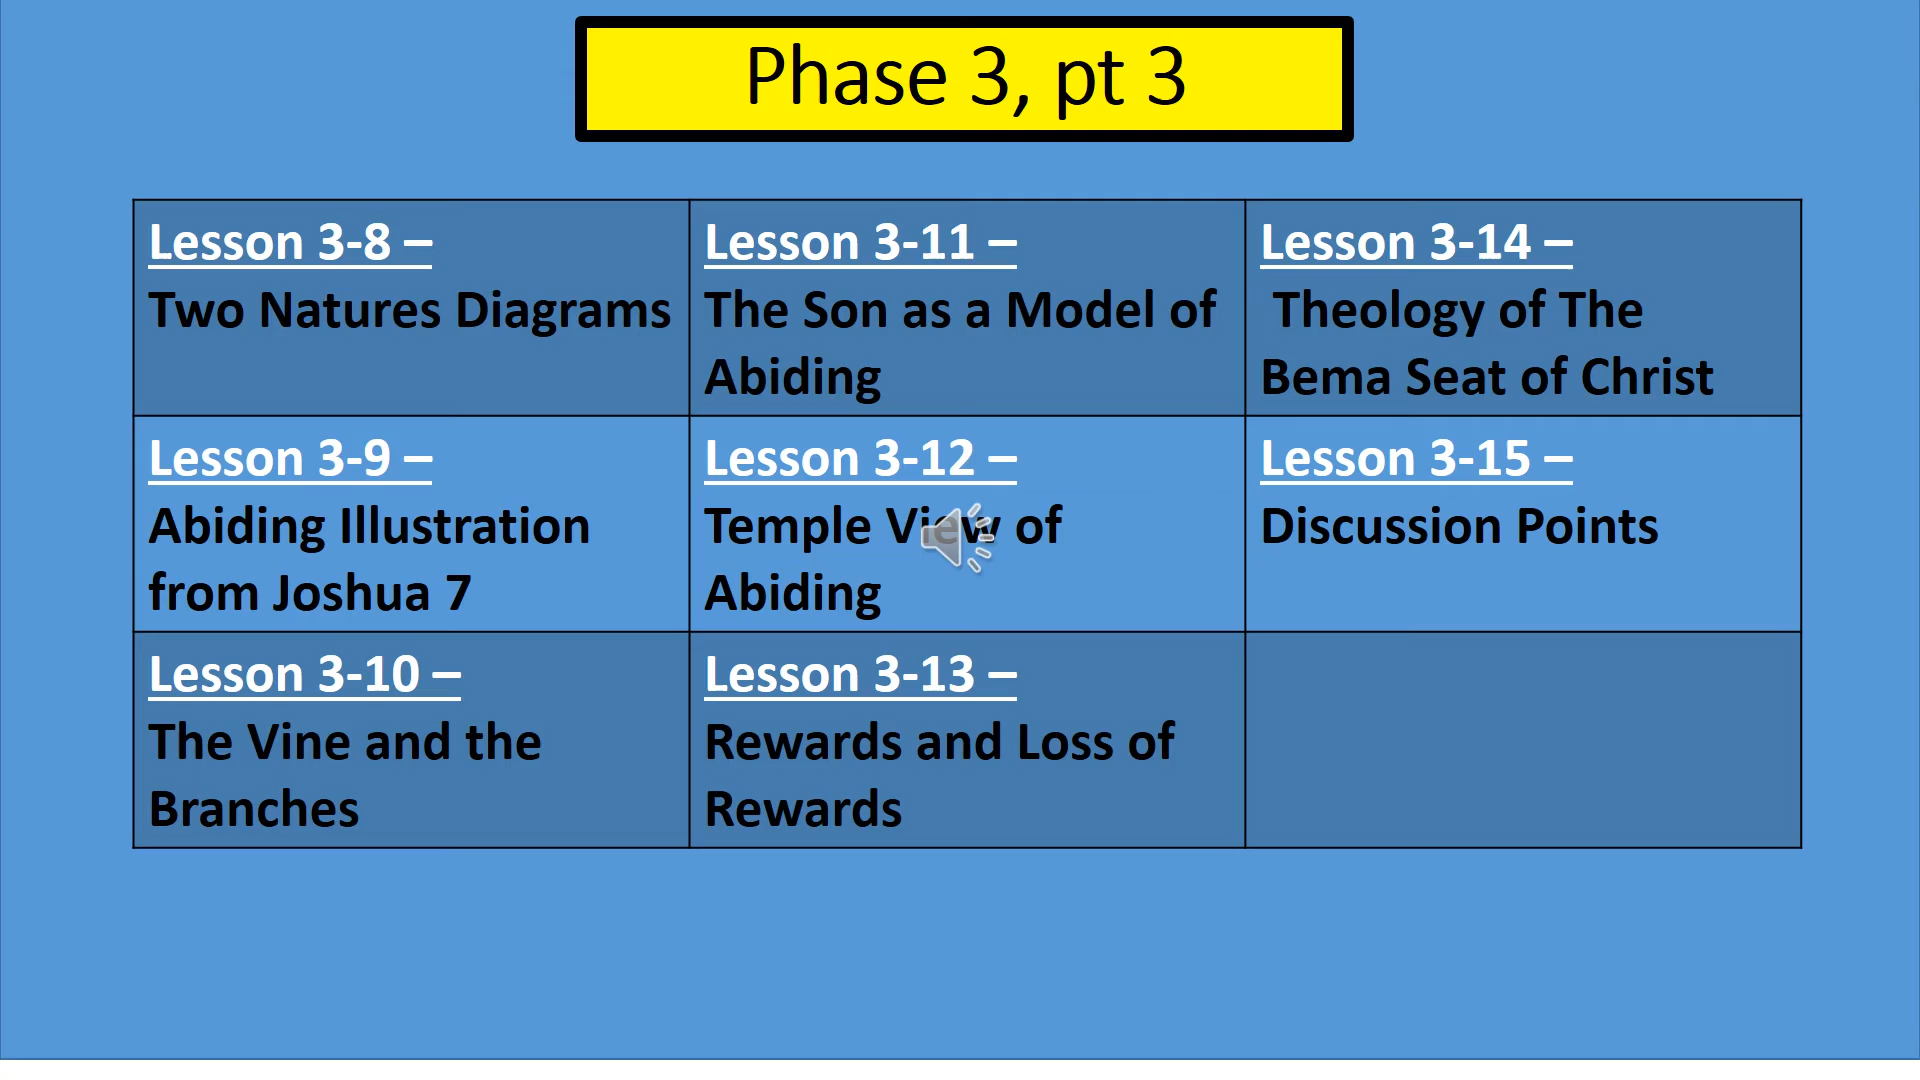 Phase 3, pt 3
Lesson 3-8 –
Two Natures Diagrams
Lesson 3-9 –
Abiding Illustration
from Joshua 7
Lesson 3-10 –
The Vine and the
Branches
Lesson 3-11 –
The Son as a Model of
Abiding
Lesson 3-12 –
Temple View of
Abiding
Lesson 3-13 –
Rewards and Loss of
Rewards
Lesson 3-14 –
Theology of The
Bema Seat of Christ
Lesson 3-15 –
Discussion Points